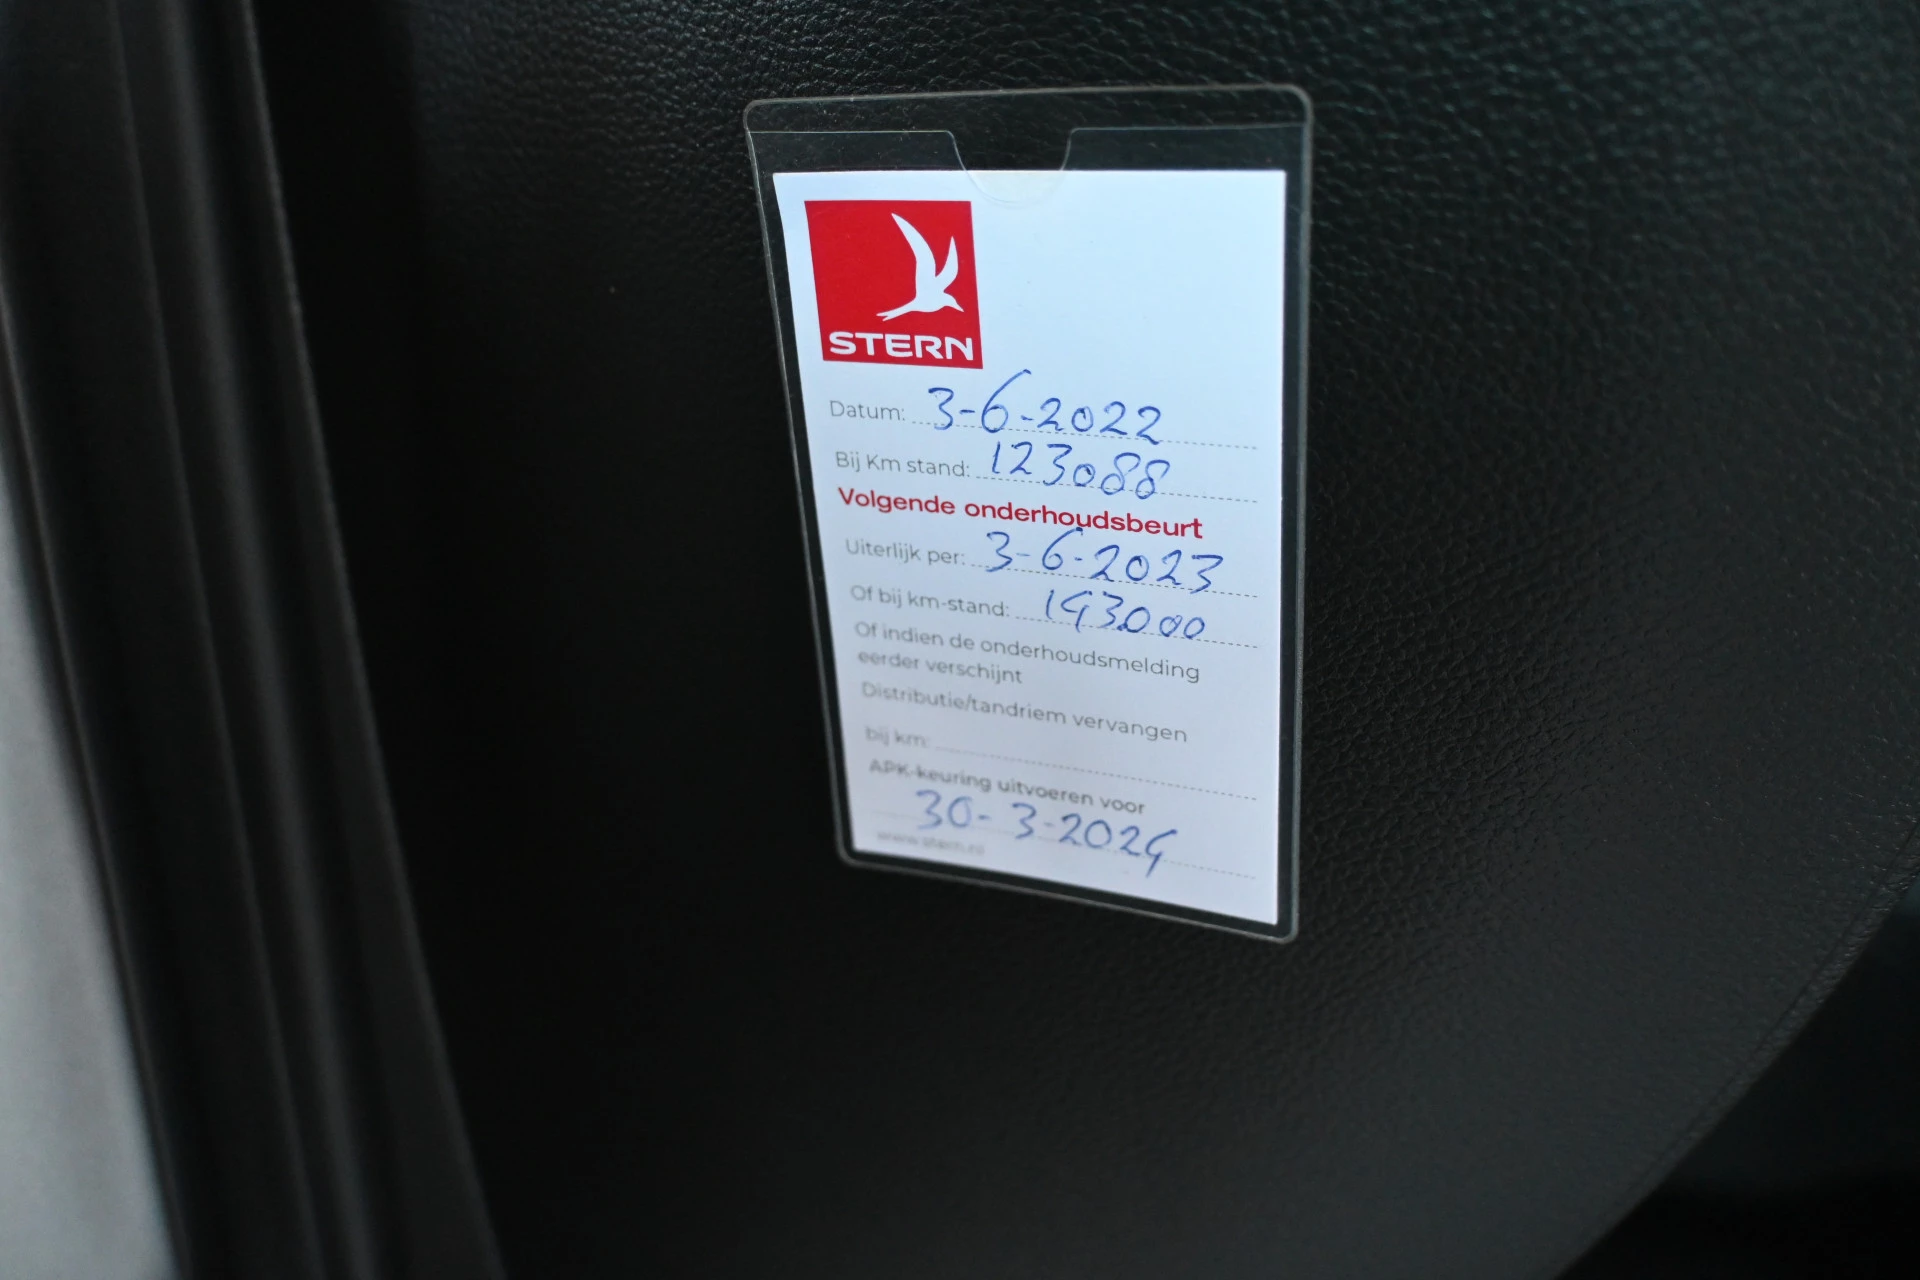 STERN
Datum: 3-6-2022
Bij Km stand: 123088
Volgende onderhoudsbeurt
Uiterlijk per: 3-6-2023
Of bij km-stand: 143000
Of indien de onderhoudsmelding
eerder verschijnt
Distributie/tandriem vervangen
bij km:
APK-keuring uitvoeren voor
30-3-2024
www.stern.nl